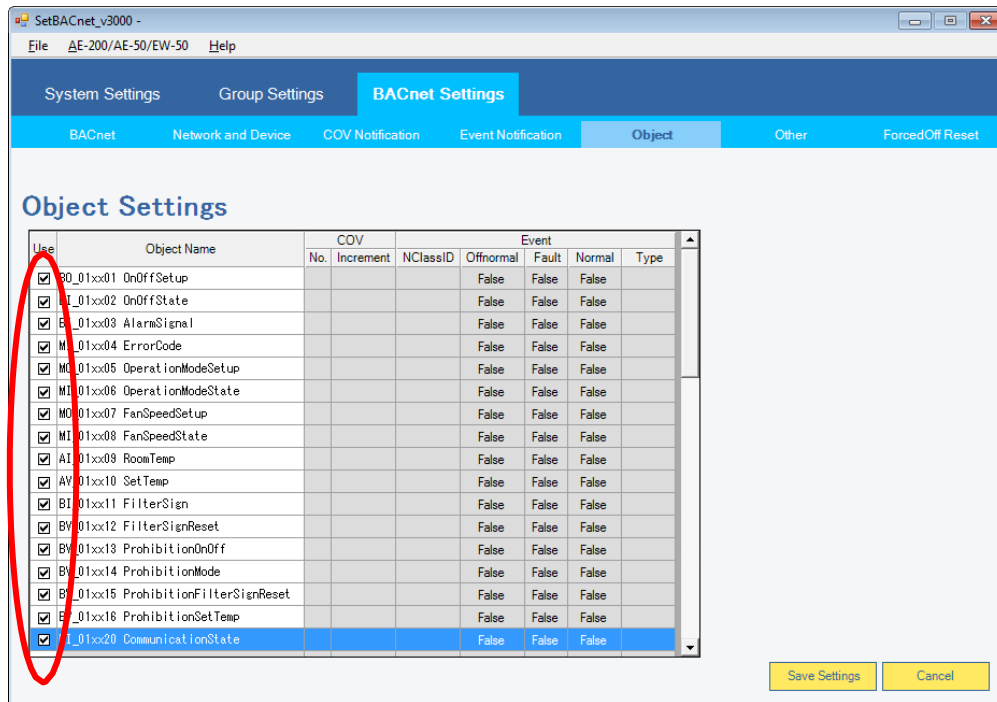 SetBACnet_v3000 -
File AE-200/AE-50/EW-50 Help
System Settings Group Settings BACnet Settings
BACnet Network and Device COV Notification Event Notification Object Other ForcedOff Reset
Object Settings
Use Object Name COV Event
No. Increment NClassID Offnormal Fault Normal Type
BO_01xx01 OnOffSetup False False False
BI_01xx02 OnOffState False False False
BI_01xx03 AlarmSignal False False False
MI_01xx04 ErrorCode False False False
MO_01xx05 OperationModeSetup False False False
MI_01xx06 OperationModeState False False False
MO_01xx07 FanSpeedSetup False False False
MI_01xx08 FanSpeedState False False False
AI_01xx09 RoomTemp False False False
AV_01xx10 SetTemp False False False
BI_01xx11 FilterSign False False False
BV_01xx12 FilterSignReset False False False
BV_01xx13 ProhibitionOnOff False False False
BV_01xx14 ProhibitionMode False False False
BV_01xx15 ProhibitionFilterSignReset False False False
BV_01xx16 ProhibitionSetTemp False False False
BI_01xx20 CommunicationState False False False
Save Settings Cancel